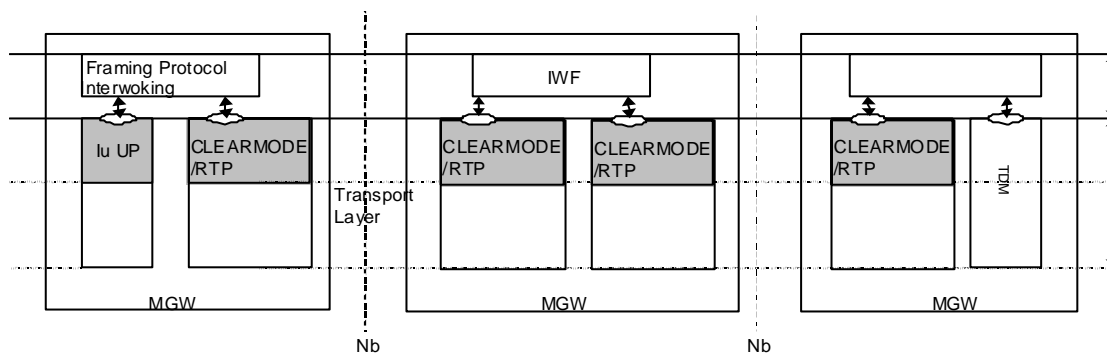 Framing Protocol
Interwoking
IWF
Iu UP
CLEARMODE
/RTP
CLEARMODE
/RTP
CLEARMODE
/RTP
CLEARMODE
/RTP
TDM
Transport
Layer
MGW
MGW
MGW
Nb
Nb